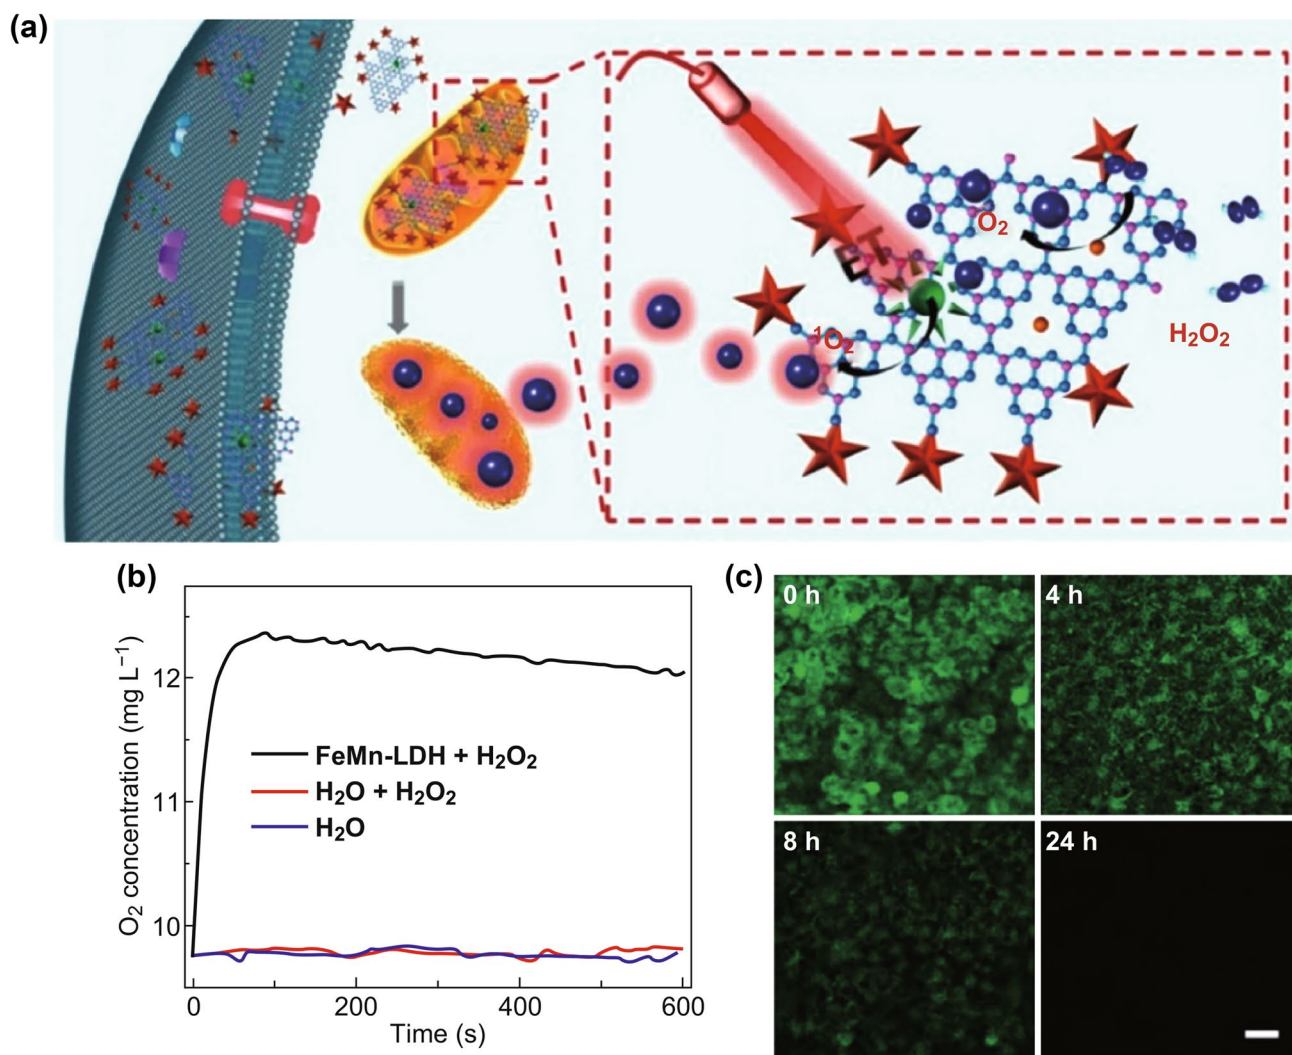 (a)
ET
O₂
¹O₂
H₂O₂
(b)
O₂ concentration (mg L⁻¹)
12
11
10
FeMn-LDH + H₂O₂
H₂O + H₂O₂
H₂O
0 200 400 600
Time (s)
(c)
0 h 4 h
8 h 24 h